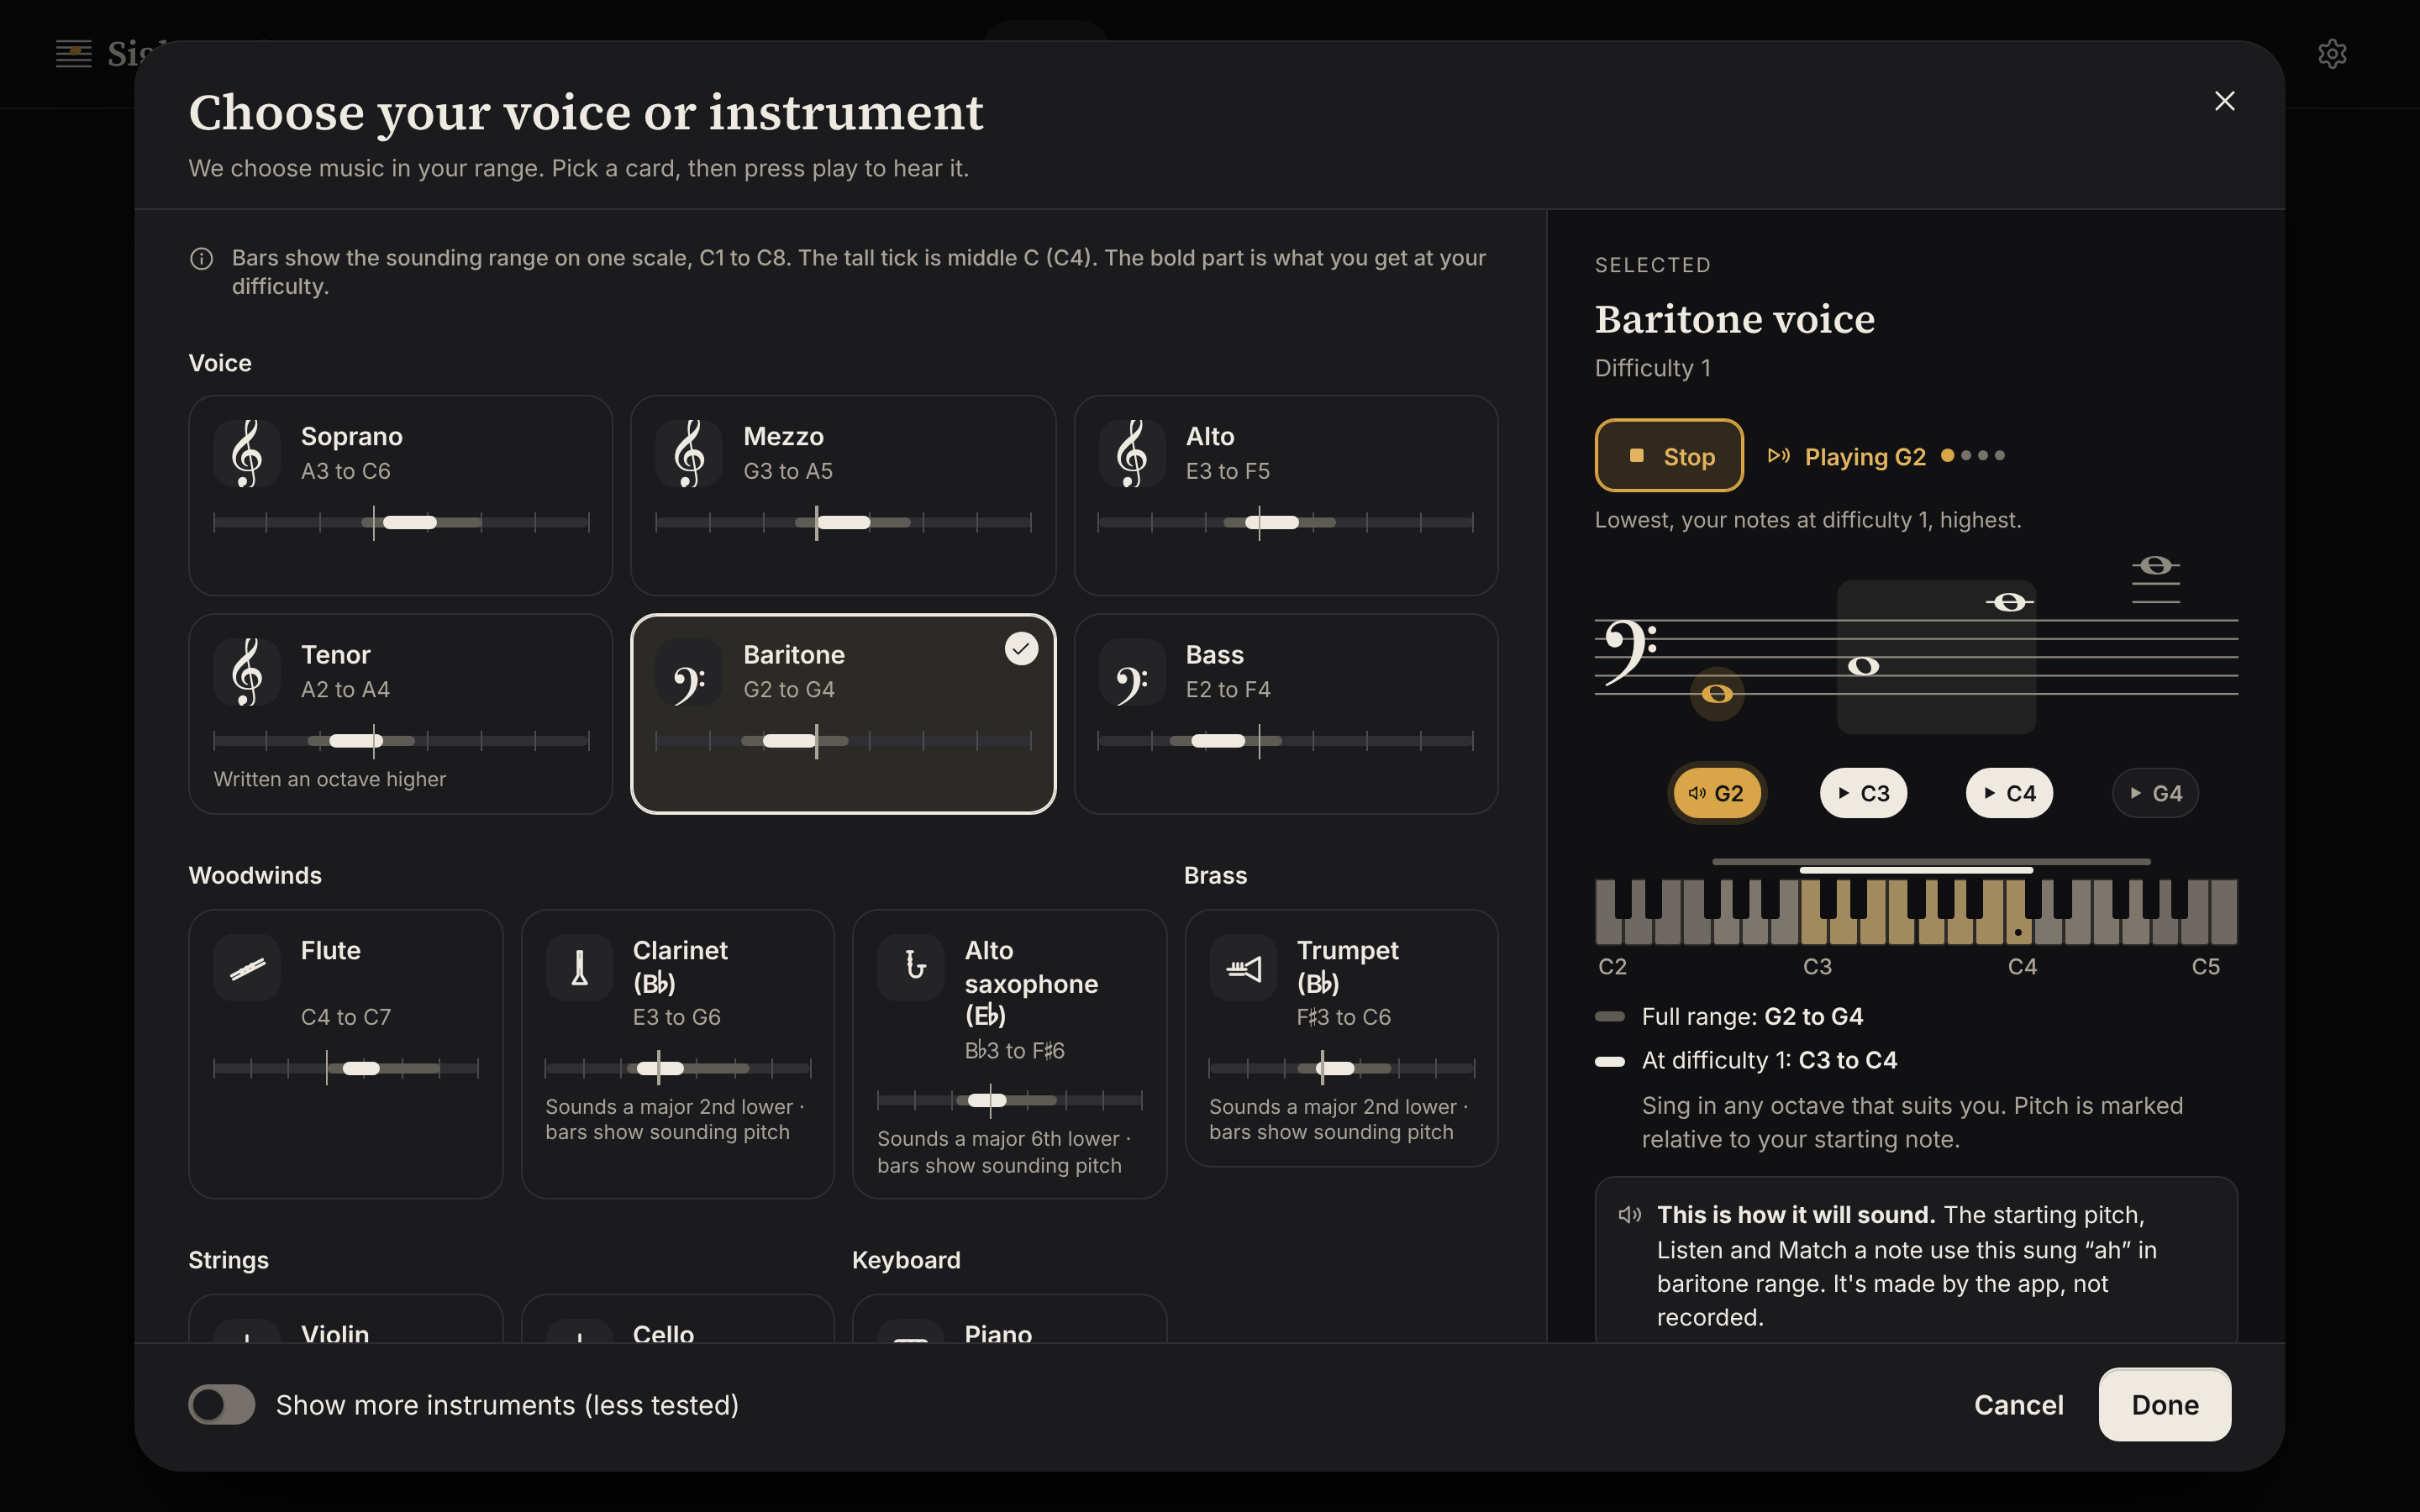 Choose your voice or instrument
We choose music in your range. Pick a card, then press play to hear it.
Bars show the sounding range on one scale, C1 to C8. The tall tick is middle C (C4). The bold part is what you get at your
difficulty.
Voice
Soprano
A3 to C6
Mezzo
G3 to A5
Alto
E3 to F5
Tenor
A2 to A4
Written an octave higher
Baritone
G2 to G4
Bass
E2 to F4
Woodwinds
Flute
C4 to C7
Clarinet
(B♭)
E3 to G6
Sounds a major 2nd lower ·
bars show sounding pitch
Alto
saxophone
(E♭)
B♭3 to F♯6
Sounds a major 6th lower ·
bars show sounding pitch
Brass
Trumpet
(B♭)
F♯3 to C6
Sounds a major 2nd lower ·
bars show sounding pitch
Strings
Violin
Cello
Keyboard
Piano
SELECTED
Baritone voice
Difficulty 1
Stop
Playing G2
Lowest, your notes at difficulty 1, highest.
G2
C3
C4
G4
C2
C3
C4
C5
Full range: G2 to G4
At difficulty 1: C3 to C4
Sing in any octave that suits you. Pitch is marked
relative to your starting note.
This is how it will sound. The starting pitch,
Listen and Match a note use this sung “ah” in
baritone range. It's made by the app, not
recorded.
Show more instruments (less tested)
Cancel
Done